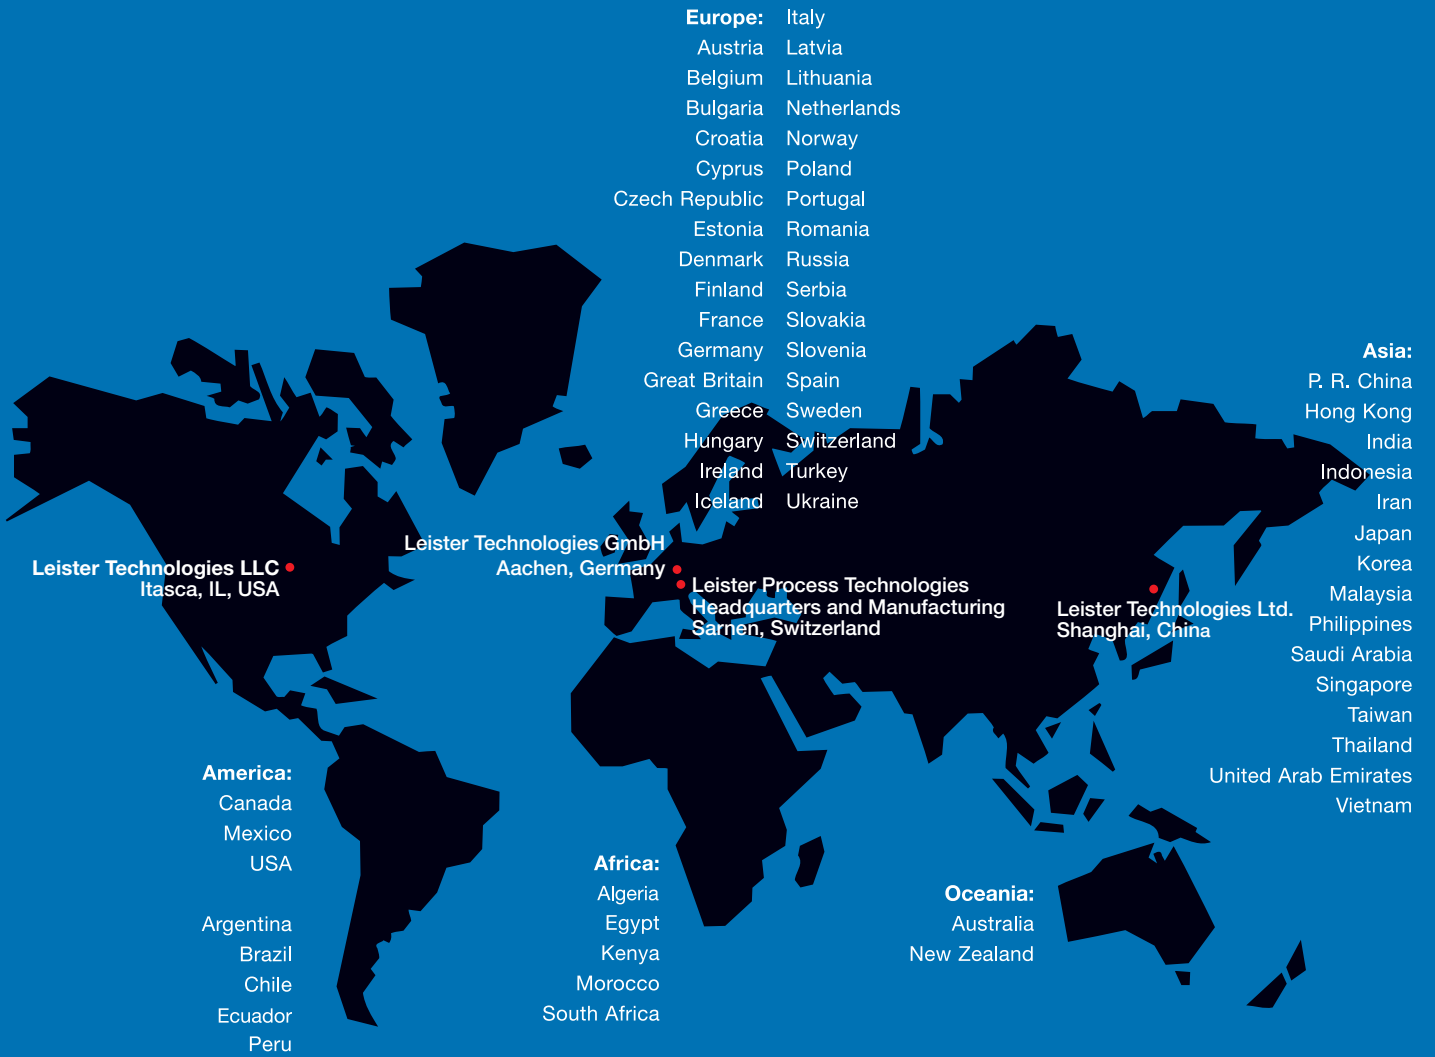 Europe:
Austria
Belgium
Bulgaria
Croatia
Cyprus
Czech Republic
Estonia
Denmark
Finland
France
Germany
Great Britain
Greece
Hungary
Ireland
Iceland
Italy
Latvia
Lithuania
Netherlands
Norway
Poland
Portugal
Romania
Russia
Serbia
Slovakia
Slovenia
Spain
Sweden
Switzerland
Turkey
Ukraine
Asia:
P. R. China
Hong Kong
India
Indonesia
Iran
Japan
Korea
Malaysia
Philippines
Saudi Arabia
Singapore
Taiwan
Thailand
United Arab Emirates
Vietnam
Leister Technologies LLC
Itasca, IL, USA
Leister Technologies GmbH
Aachen, Germany
Leister Process Technologies
Headquarters and Manufacturing
Sarnen, Switzerland
Leister Technologies Ltd.
Shanghai, China
America:
Canada
Mexico
USA
Argentina
Brazil
Chile
Ecuador
Peru
Africa:
Algeria
Egypt
Kenya
Morocco
South Africa
Oceania:
Australia
New Zealand